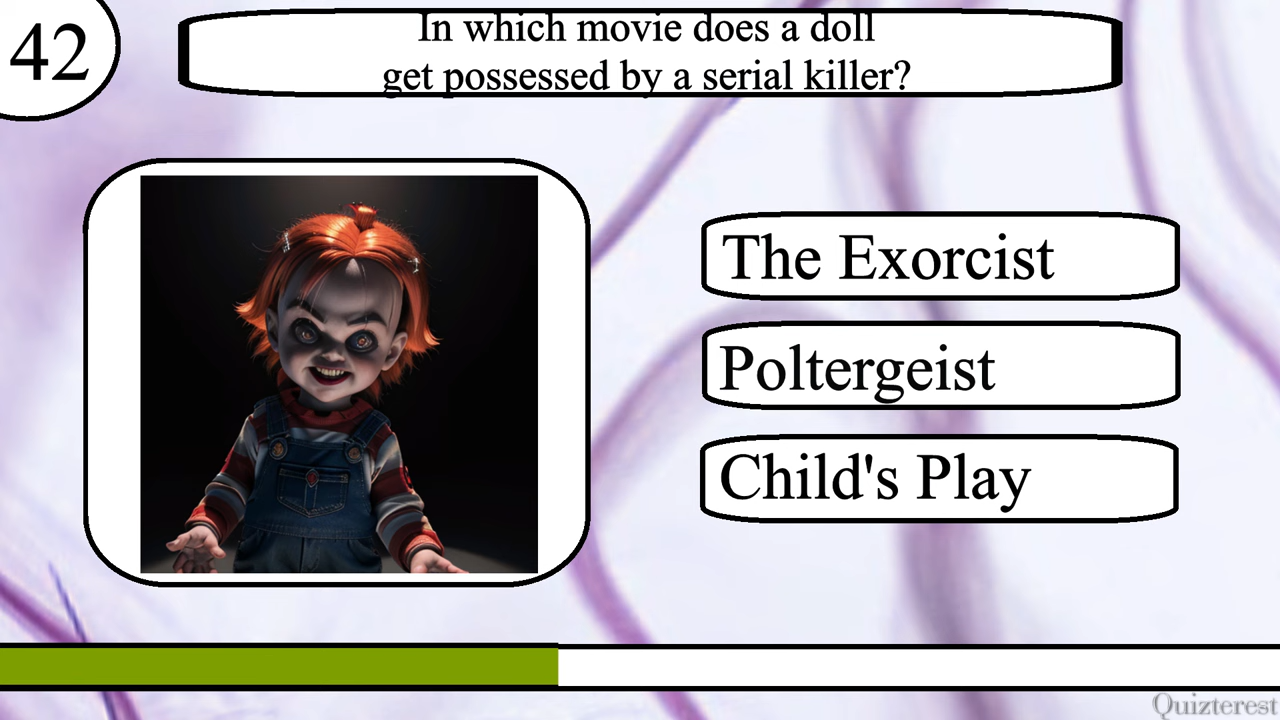 42
In which movie does a doll
get possessed by a serial killer?
The Exorcist
Poltergeist
Child's Play
Quizterest